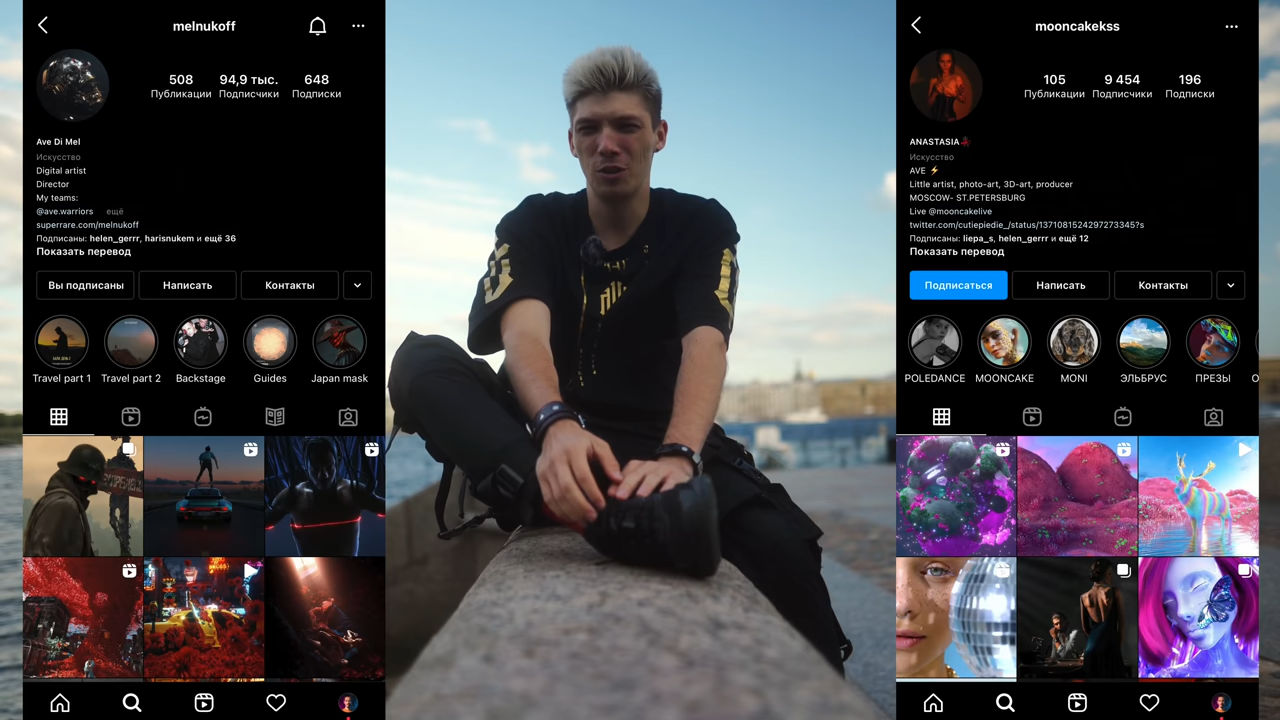 melnukoff
508
94,9 тыс.
648
Публикации
Подписчики
Подписки
Ave Di Mel
Искусство
Digital artist
Director
My teams:
@ave.warriors ещё
superrare.com/melnukoff
Подписаны: helen_gerrr, harisnukem и ещё 36
Показать перевод
Вы подписаны
Написать
Контакты
Travel part 1
Travel part 2
Backstage
Guides
Japan mask
mooncakekss
105
9 454
196
Публикации
Подписчики
Подписки
ANASTASIA
Искусство
AVE ⚡
Little artist, photo-art, 3D-art, producer
MOSCOW- ST.PETERSBURG
Live @mooncakelive
twitter.com/cutiepiedie_/status/1371081524297273345?s
Подписаны: liepa_s, helen_gerrr и ещё 12
Показать перевод
Подписаться
Написать
Контакты
POLEDANCE
MOONCAKE
MONI
ЭЛЬБРУС
ПРЕЗЫ